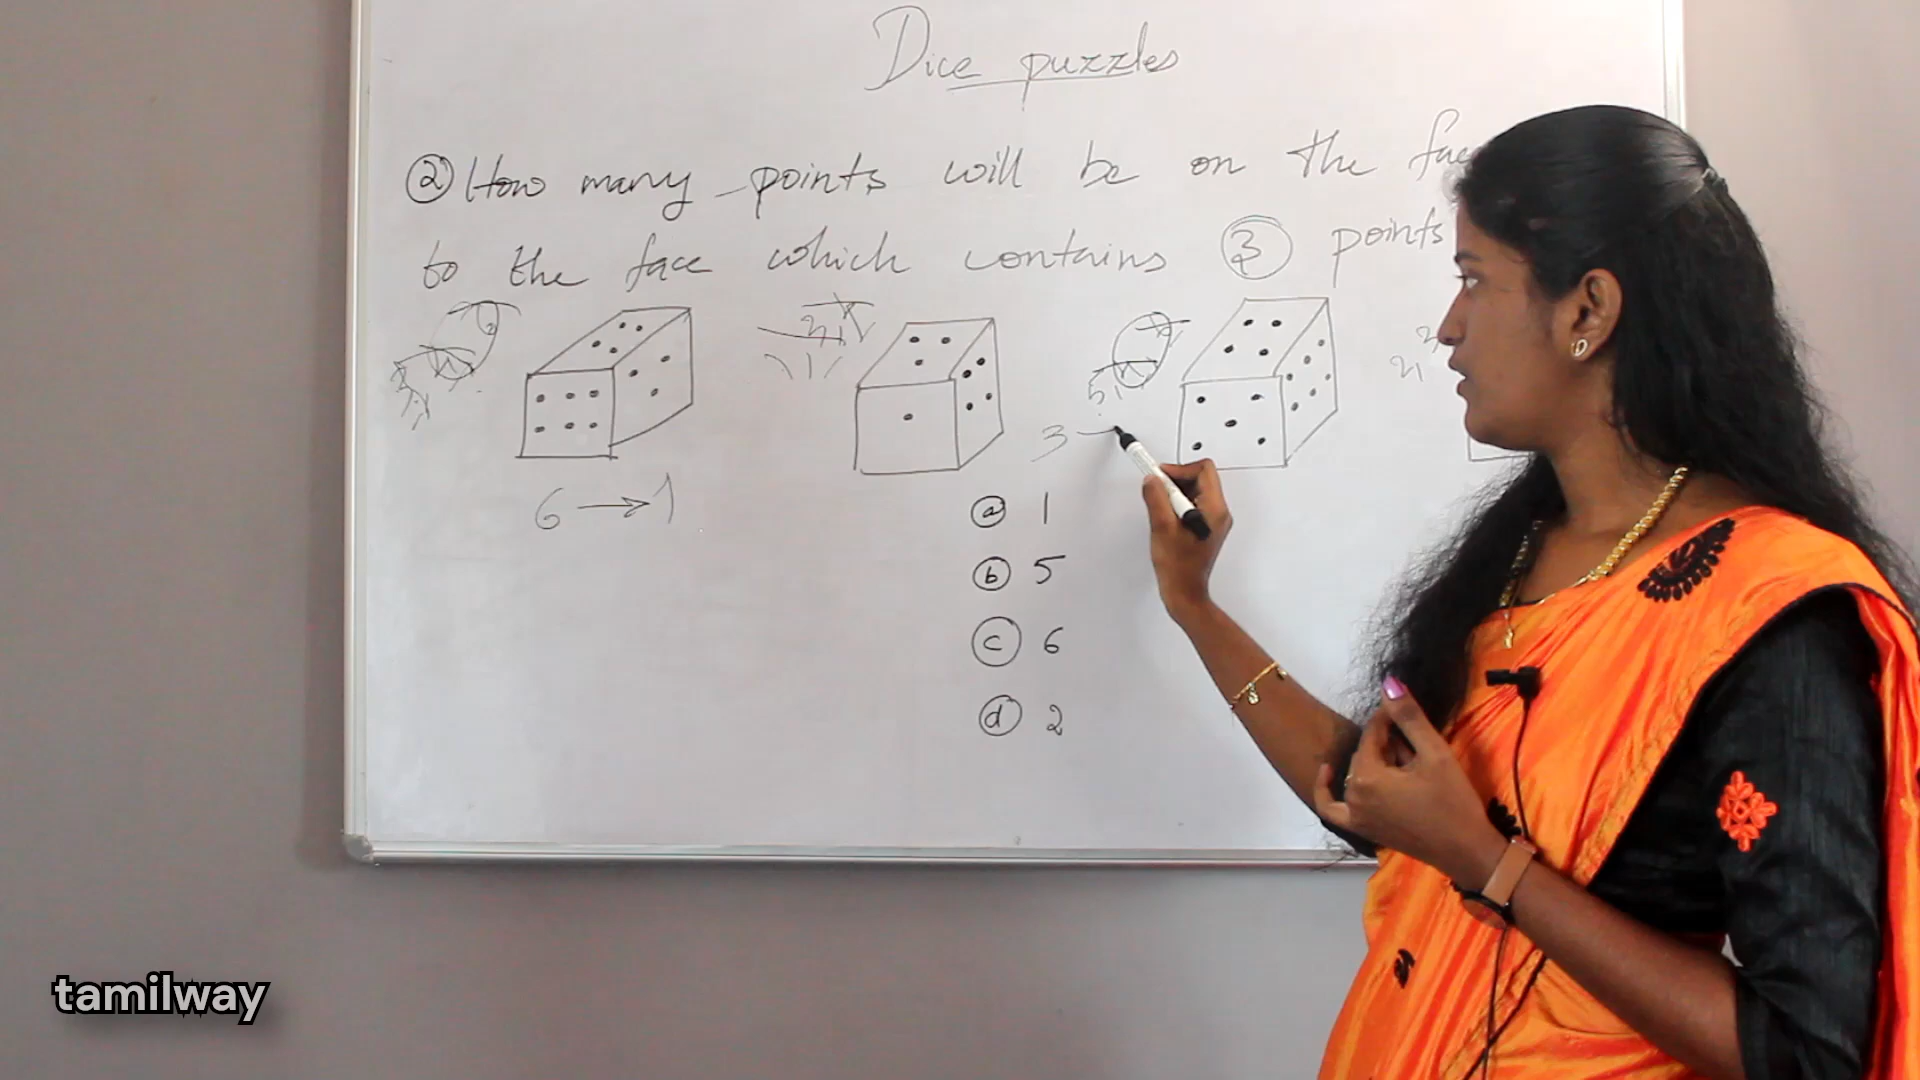 Dice puzzles
② How many points will be on the face
to the face which contains ③ points
3
6 → 1
ⓐ 1
ⓑ 5
ⓒ 6
ⓓ 2
tamilway